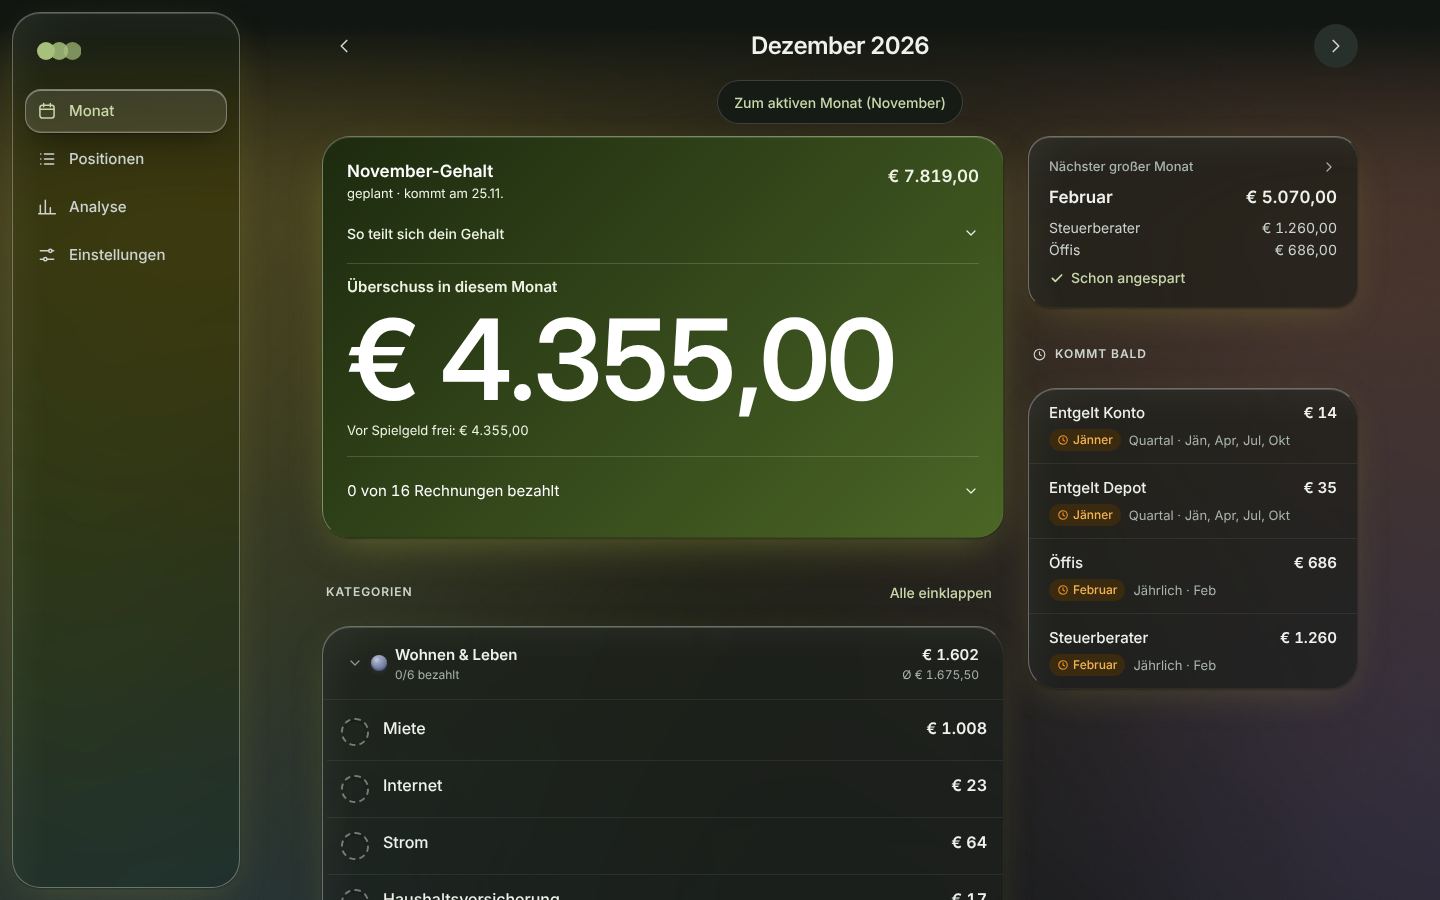 Monat
Positionen
Analyse
Einstellungen
Dezember 2026
Zum aktiven Monat (November)
November-Gehalt
€ 7.819,00
geplant · kommt am 25.11.
So teilt sich dein Gehalt
Überschuss in diesem Monat
€ 4.355,00
Vor Spielgeld frei: € 4.355,00
0 von 16 Rechnungen bezahlt
KATEGORIEN
Alle einklappen
Wohnen & Leben
€ 1.602
0/6 bezahlt
Ø € 1.675,50
Miete
€ 1.008
Internet
€ 23
Strom
€ 64
Haushaltsversicherung
€ 17
Nächster großer Monat
Februar
€ 5.070,00
Steuerberater
€ 1.260,00
Öffis
€ 686,00
Schon angespart
KOMMT BALD
Entgelt Konto
€ 14
Jänner
Quartal · Jän, Apr, Jul, Okt
Entgelt Depot
€ 35
Jänner
Quartal · Jän, Apr, Jul, Okt
Öffis
€ 686
Februar
Jährlich · Feb
Steuerberater
€ 1.260
Februar
Jährlich · Feb